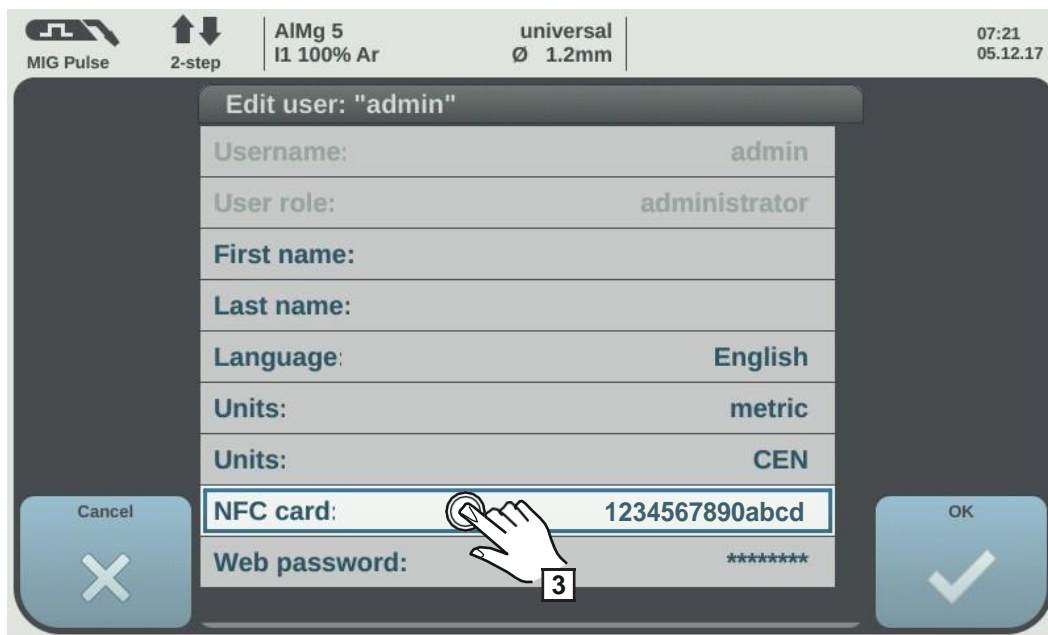 MIG Pulse
2-step
AlMg 5
I1 100% Ar
universal
Ø 1.2mm
07:21
05.12.17
Edit user: "admin"
Username: admin
User role: administrator
First name:
Last name:
Language: English
Units: metric
Units: CEN
NFC card: 1234567890abcd
Web password: ********
Cancel
OK
3